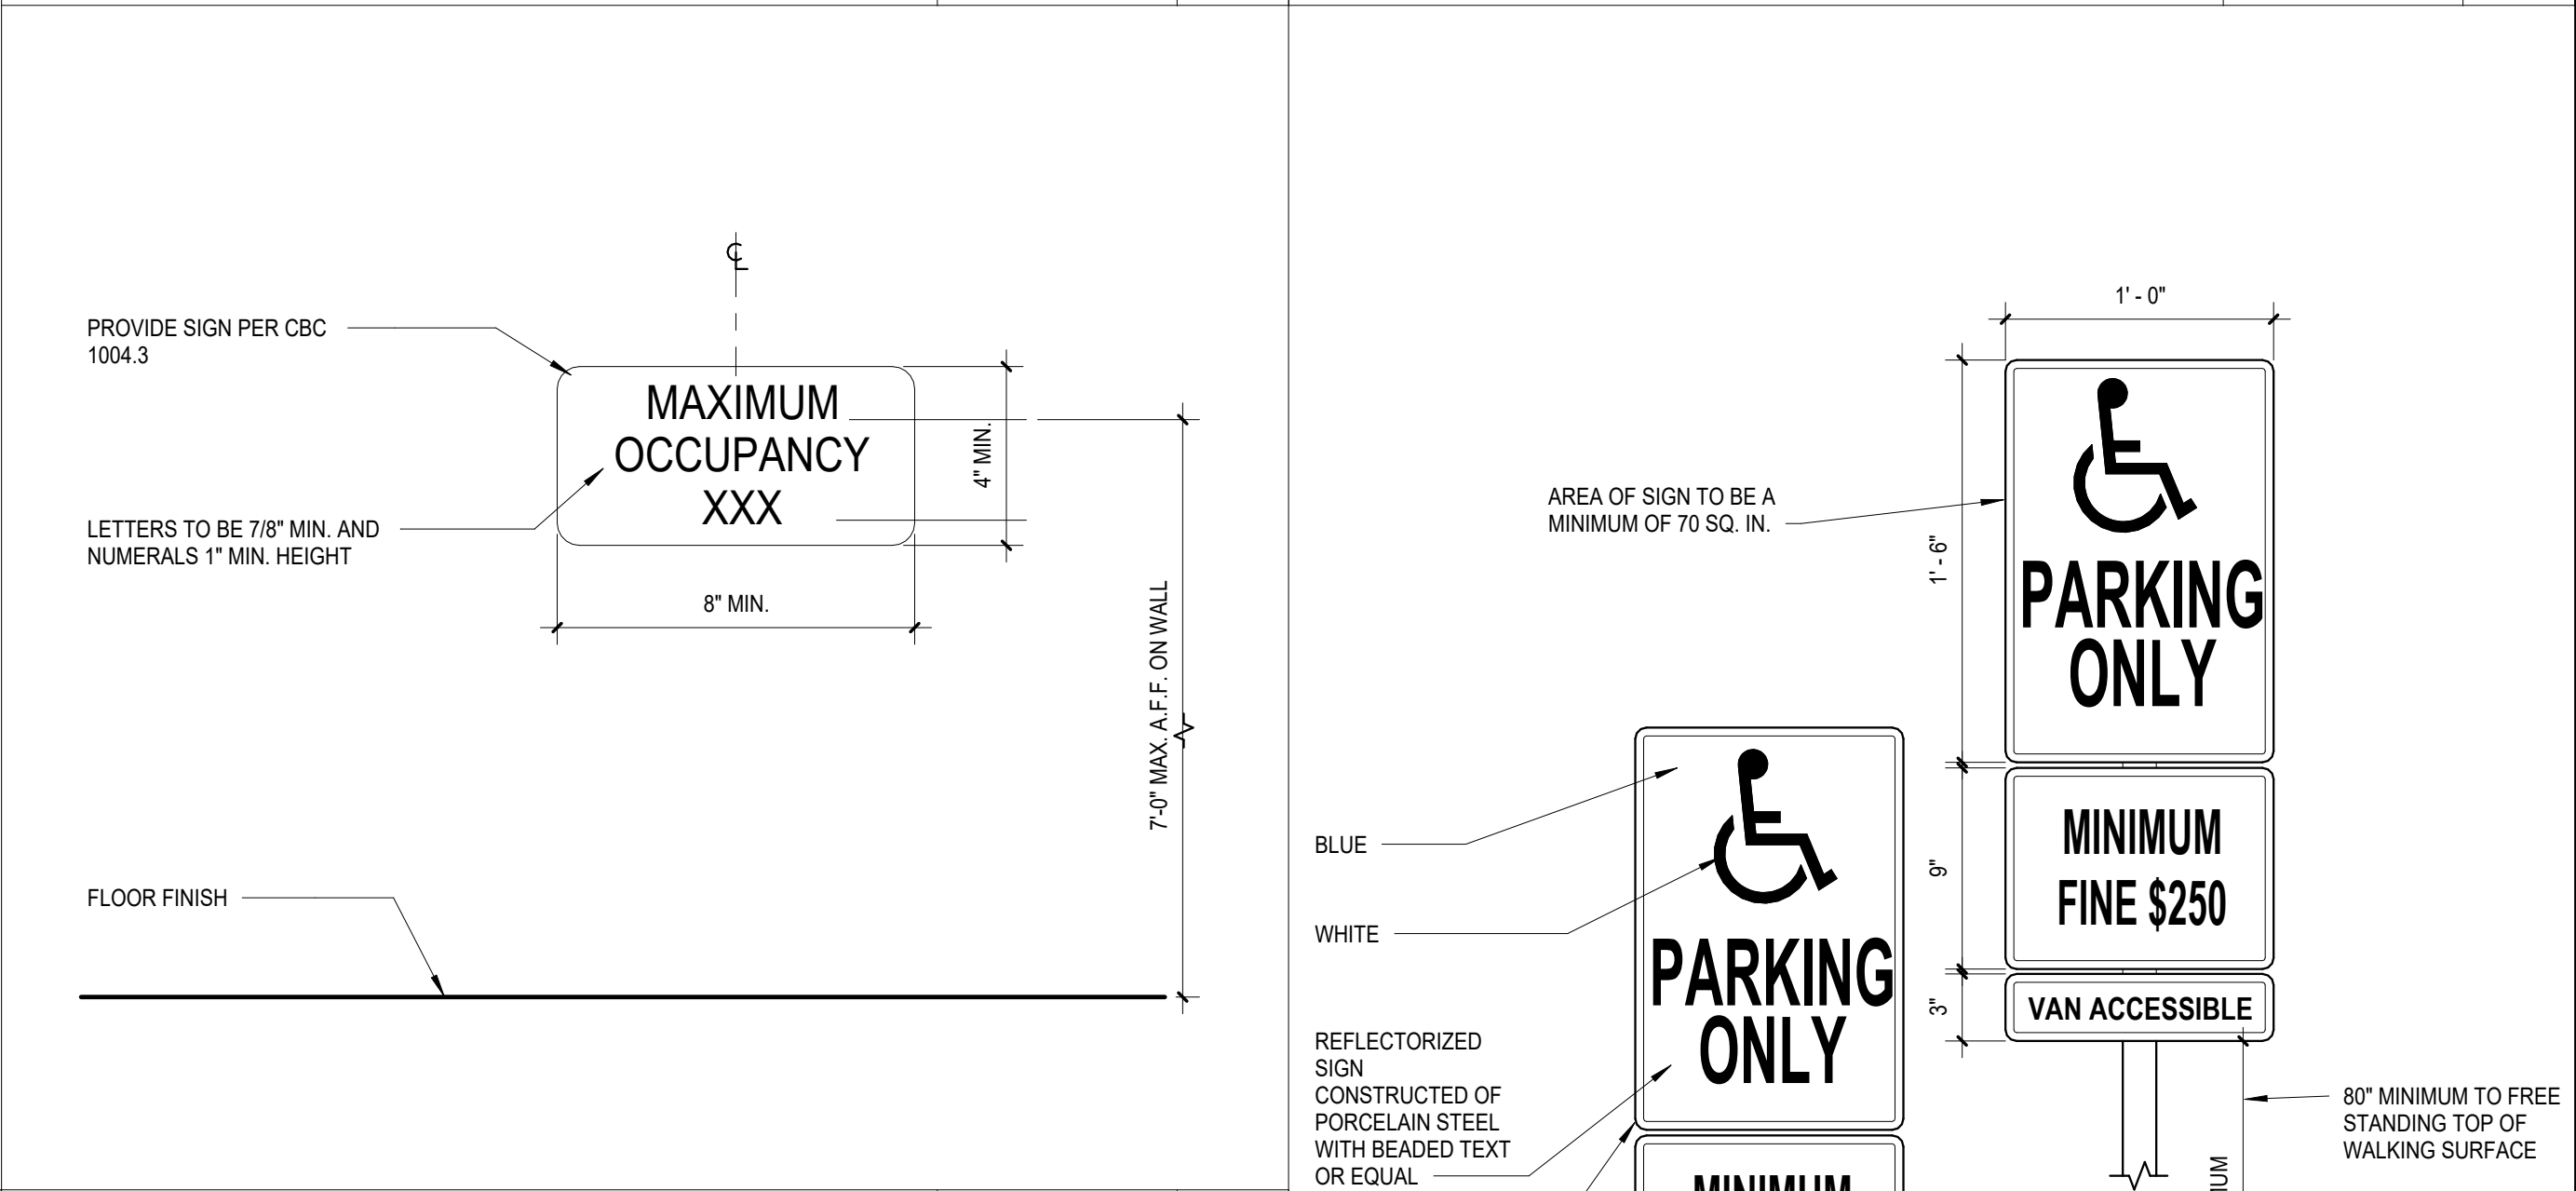 ℄
PROVIDE SIGN PER CBC
1004.3
MAXIMUM
OCCUPANCY
XXX
4" MIN.
LETTERS TO BE 7/8" MIN. AND
NUMERALS 1" MIN. HEIGHT
8" MIN.
7'-0" MAX. A.F.F. ON WALL
FLOOR FINISH
1' - 0"
AREA OF SIGN TO BE A
MINIMUM OF 70 SQ. IN.
1' - 6"
PARKING
ONLY
9"
MINIMUM
FINE $250
3"
VAN ACCESSIBLE
BLUE
WHITE
PARKING
ONLY
REFLECTORIZED
SIGN
CONSTRUCTED OF
PORCELAIN STEEL
WITH BEADED TEXT
OR EQUAL
80" MINIMUM TO FREE
STANDING TOP OF
WALKING SURFACE
MINIMUM